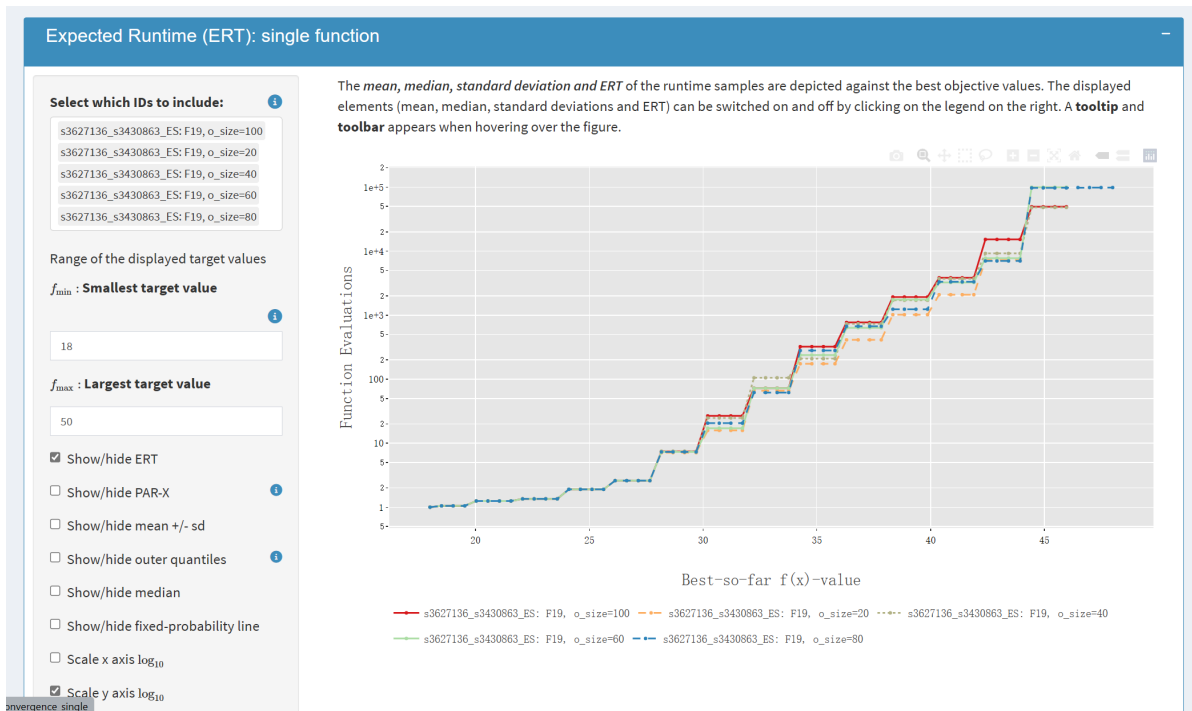 Expected Runtime (ERT): single function
−
Select which IDs to include:
s3627136_s3430863_ES: F19, o_size=100
s3627136_s3430863_ES: F19, o_size=20
s3627136_s3430863_ES: F19, o_size=40
s3627136_s3430863_ES: F19, o_size=60
s3627136_s3430863_ES: F19, o_size=80
Range of the displayed target values
fmin : Smallest target value
18
fmax : Largest target value
50
Show/hide ERT
Show/hide PAR-X
Show/hide mean +/- sd
Show/hide outer quantiles
Show/hide median
Show/hide fixed-probability line
Scale x axis log10
Scale y axis log10
onvergence single
The mean, median, standard deviation and ERT of the runtime samples are depicted against the best objective values. The displayed
elements (mean, median, standard deviations and ERT) can be switched on and off by clicking on the legend on the right. A tooltip and
toolbar appears when hovering over the figure.
2
1e+5
5
2
1e+4
5
2
1e+3
5
2
100
5
2
10
5
2
1
5
Function Evaluations
20 25 30 35 40 45
Best-so-far f(x)-value
s3627136_s3430863_ES: F19, o_size=100 s3627136_s3430863_ES: F19, o_size=20 s3627136_s3430863_ES: F19, o_size=40
s3627136_s3430863_ES: F19, o_size=60 s3627136_s3430863_ES: F19, o_size=80